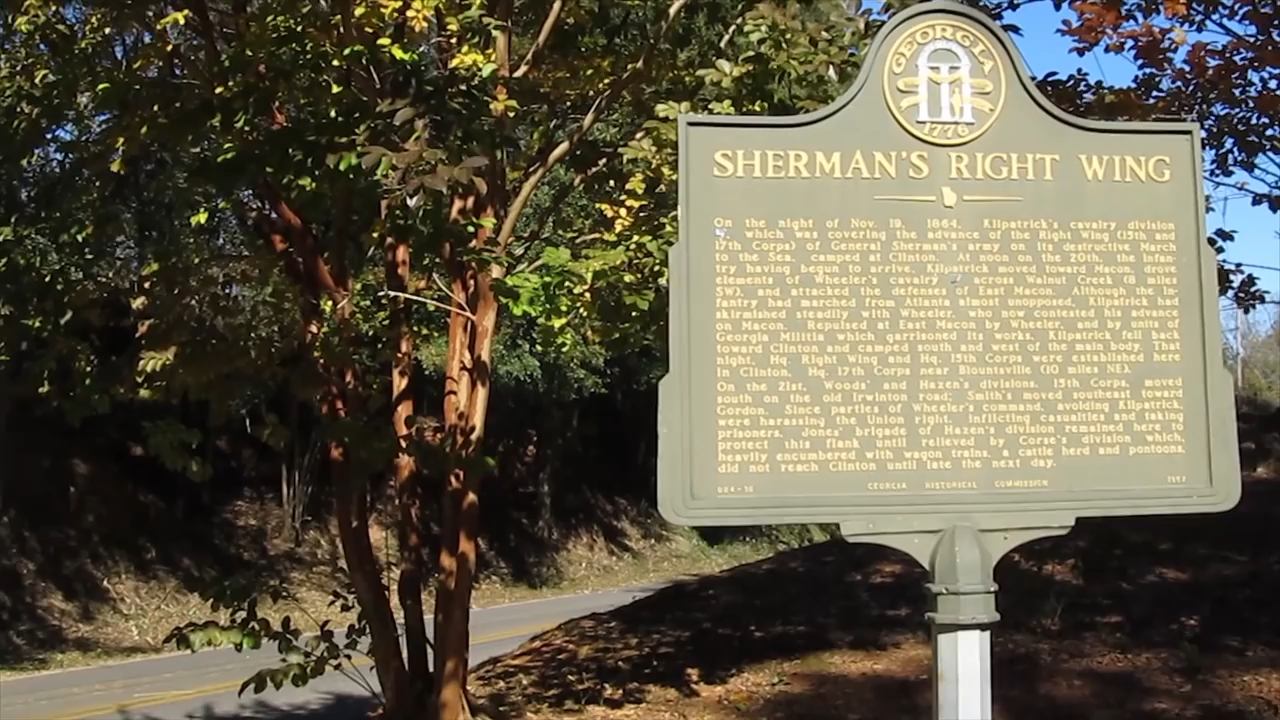 GEORGIA
1776
SHERMAN'S RIGHT WING
On the night of Nov. 19, 1864, Kilpatrick's cavalry division
which was covering the advance of the Right Wing (15th and
17th Corps) of General Sherman's army on its destructive March
to the Sea, camped at Clinton. At noon on the 20th, the infan-
try having begun to arrive, Kilpatrick moved toward Macon, drove
elements of Wheeler's cavalry across Walnut Creek (8 miles
SW), and attacked the defenses of East Macon. Although the in-
fantry had marched from Atlanta almost unopposed, Kilpatrick had
skirmished steadily with Wheeler, who now contested his advance
on Macon. Repulsed at East Macon by Wheeler, and by units of
Georgia Militia which garrisoned its works, Kilpatrick fell back
toward Clinton and camped south and west of the main body. That
night, Hq. Right Wing and Hq. 15th Corps were established here
in Clinton, Hq. 17th Corps near Blountsville (10 miles NE).
On the 21st, Woods' and Hazen's divisions, 15th Corps, moved
south on the old Irwinton road; Smith's moved southeast toward
Gordon. Since parties of Wheeler's command, avoiding Kilpatrick,
were harassing the Union right, inflicting casualties and taking
prisoners, Jones' brigade of Hazen's division remained here to
protect this flank until relieved by Corse's division which,
heavily encumbered with wagon trains, a cattle herd and pontoons,
did not reach Clinton until late the next day.
GEORGIA HISTORICAL COMMISSION